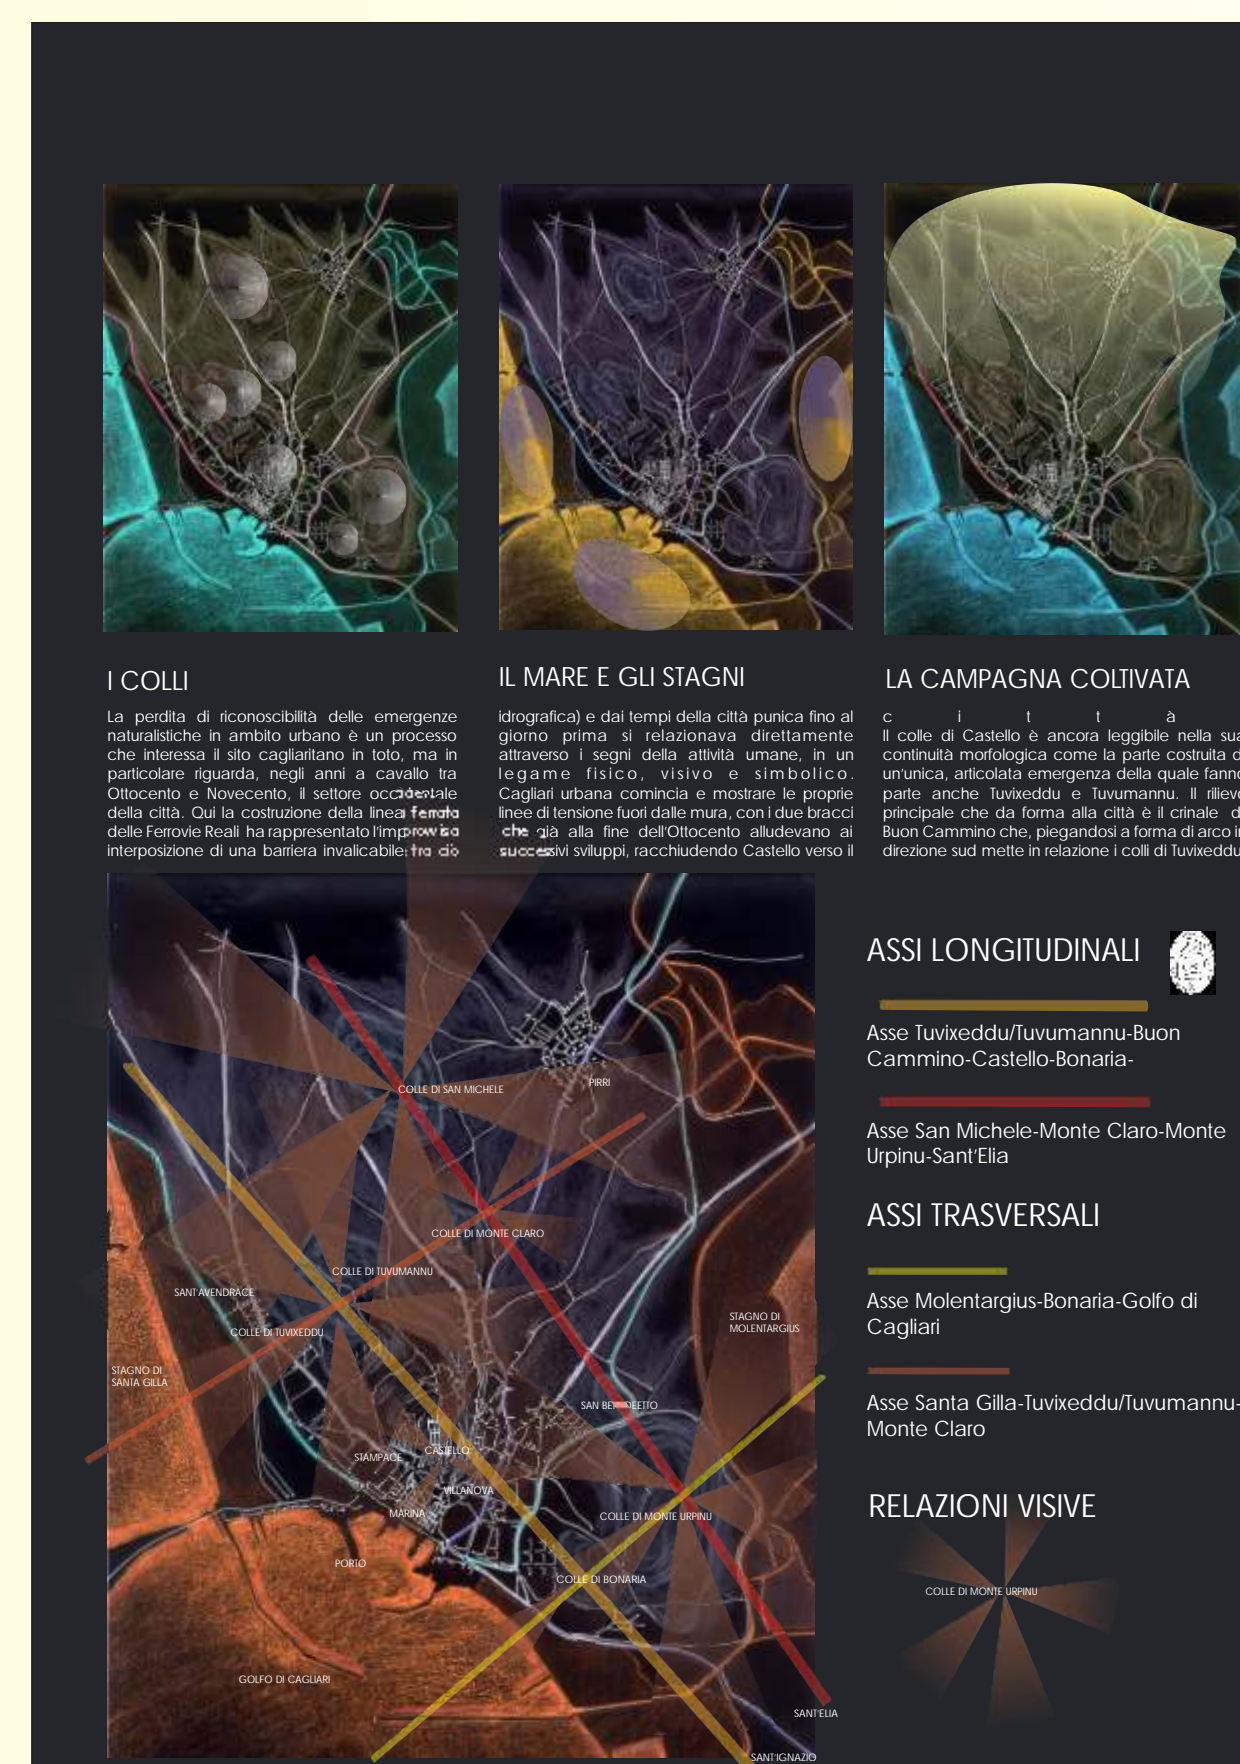 I COLLI
La perdita di riconoscibilità delle emergenze
naturalistiche in ambito urbano è un processo
che interessa il sito cagliaritano in toto, ma in
particolare riguarda, negli anni a cavallo tra
Ottocento e Novecento, il settore occidentale
della città. Qui la costruzione della linea ferrata
delle Ferrovie Reali ha rappresentato l'improvvisa
interposizione di una barriera invalicabile tra ciò
IL MARE E GLI STAGNI
idrografica) e dai tempi della città punica fino al
giorno prima si relazionava direttamente
attraverso i segni della attività umane, in un
legame fisico, visivo e simbolico.
Cagliari urbana comincia e mostrare le proprie
linee di tensione fuori dalle mura, con i due bracci
che già alla fine dell'Ottocento alludevano ai
successivi sviluppi, racchiudendo Castello verso il
LA CAMPAGNA COLTIVATA
c i t t à
Il colle di Castello è ancora leggibile nella sua
continuità morfologica come la parte costruita d
un'unica, articolata emergenza della quale fanno
parte anche Tuvixeddu e Tuvumannu. Il rilievo
principale che da forma alla città è il crinale d
Buon Cammino che, piegandosi a forma di arco in
direzione sud mette in relazione i colli di Tuvixeddu
COLLE DI SAN MICHELE
PIRRI
COLLE DI MONTE CLARO
COLLE DI TUVUMANNU
SANT'AVENDRACE
COLLE DI TUVIXEDDU
STAGNO DI
MOLENTARGIUS
STAGNO DI
SANTA GILLA
SAN BENEDETTO
CASTELLO
STAMPACE
VILLANOVA
MARINA
COLLE DI MONTE URPINU
PORTO
COLLE DI BONARIA
GOLFO DI CAGLIARI
SANT'ELIA
SANT'IGNAZIO
ASSI LONGITUDINALI
Asse Tuvixeddu/Tuvumannu-Buon
Cammino-Castello-Bonaria-
Asse San Michele-Monte Claro-Monte
Urpinu-Sant'Elia
ASSI TRASVERSALI
Asse Molentargius-Bonaria-Golfo di
Cagliari
Asse Santa Gilla-Tuvixeddu/Tuvumannu-
Monte Claro
RELAZIONI VISIVE
COLLE DI MONTE URPINU